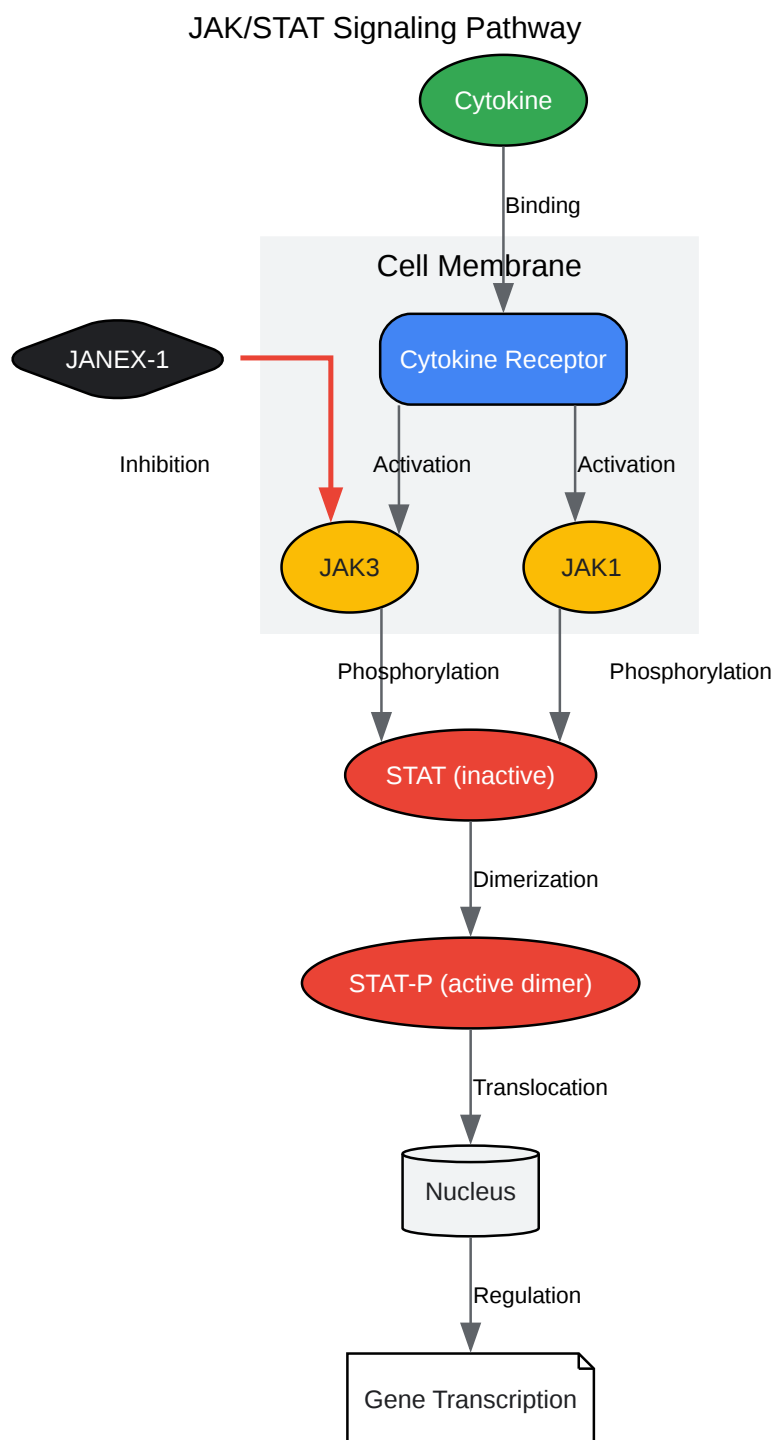 JAK/STAT Signaling Pathway
Cytokine
Binding
Cell Membrane
JANEX-1
Cytokine Receptor
Inhibition
Activation
Activation
JAK3
JAK1
Phosphorylation
Phosphorylation
STAT (inactive)
Dimerization
STAT-P (active dimer)
Translocation
Nucleus
Regulation
Gene Transcription